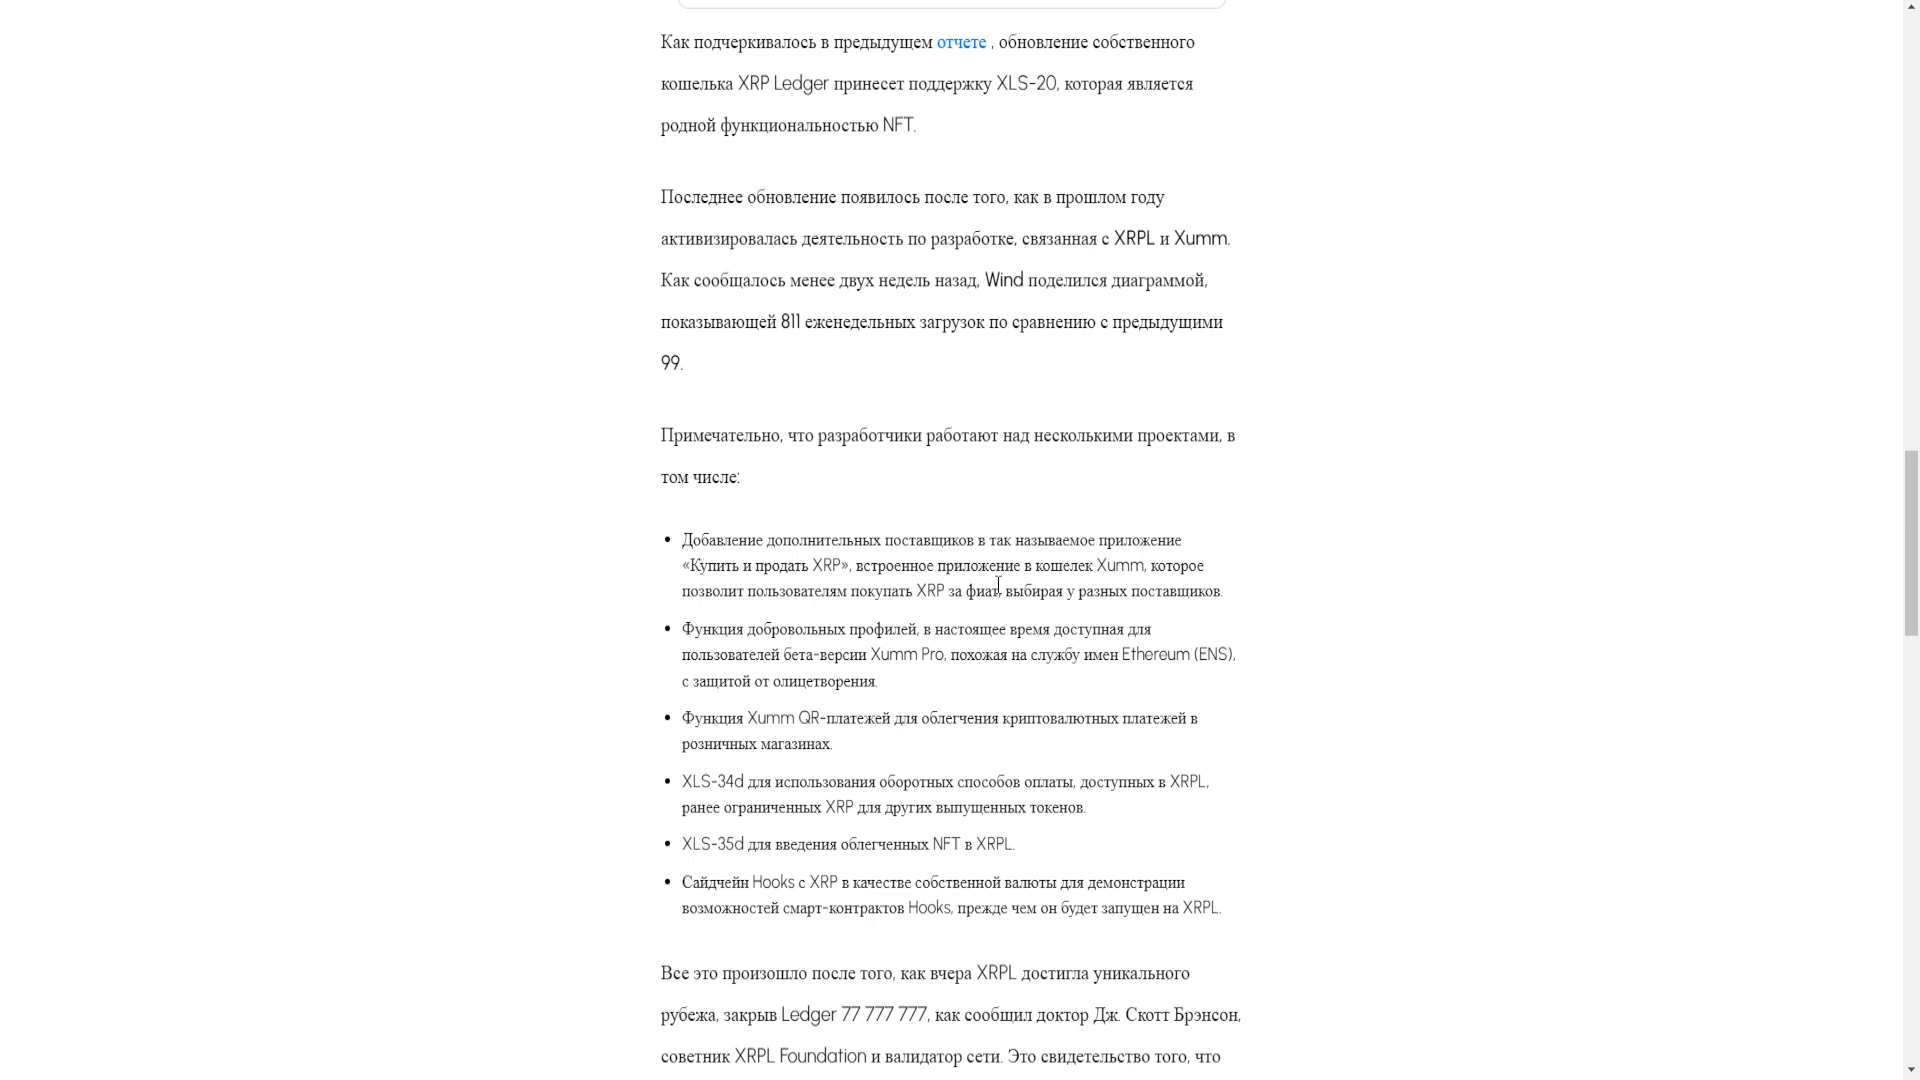 Как подчеркивалось в предыдущем отчете , обновление собственного
кошелька XRP Ledger принесет поддержку XLS-20, которая является
родной функциональностью NFT.
Последнее обновление появилось после того, как в прошлом году
активизировалась деятельность по разработке, связанная с XRPL и Xumm.
Как сообщалось менее двух недель назад, Wind поделился диаграммой,
показывающей 811 еженедельных загрузок по сравнению с предыдущими
99.
Примечательно, что разработчики работают над несколькими проектами, в
том числе:
• Добавление дополнительных поставщиков в так называемое приложение
«Купить и продать XRP», встроенное приложение в кошелек Xumm, которое
позволит пользователям покупать XRP за фиат, выбирая у разных поставщиков.
• Функция добровольных профилей, в настоящее время доступная для
пользователей бета-версии Xumm Pro, похожая на службу имен Ethereum (ENS),
с защитой от олицетворения.
• Функция Xumm QR-платежей для облегчения криптовалютных платежей в
розничных магазинах.
• XLS-34d для использования оборотных способов оплаты, доступных в XRPL,
ранее ограниченных XRP для других выпущенных токенов.
• XLS-35d для введения облегченных NFT в XRPL.
• Сайдчейн Hooks с XRP в качестве собственной валюты для демонстрации
возможностей смарт-контрактов Hooks, прежде чем он будет запущен на XRPL.
Все это произошло после того, как вчера XRPL достигла уникального
рубежа, закрыв Ledger 77 777 777, как сообщил доктор Дж. Скотт Брэнсон,
советник XRPL Foundation и валидатор сети. Это свидетельство того, что